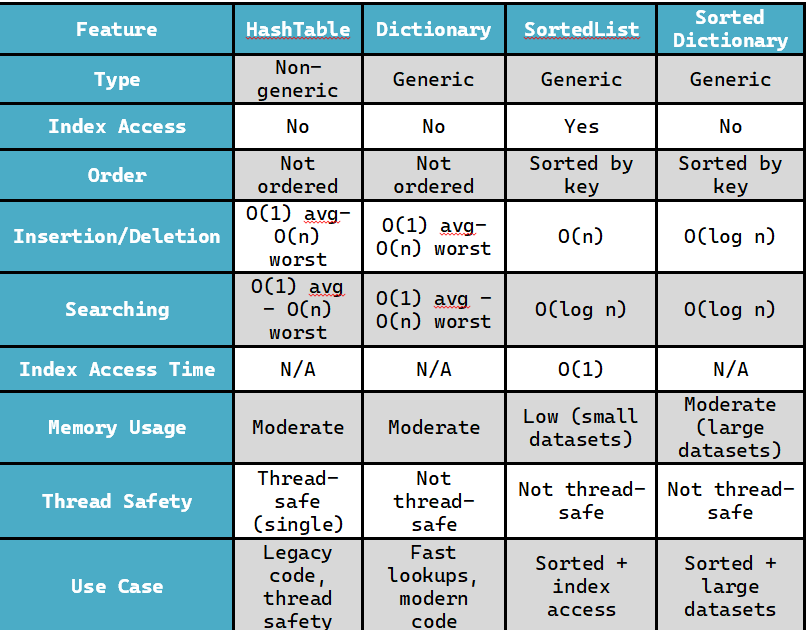 Feature HashTable Dictionary SortedList Sorted Dictionary
Type Non-generic Generic Generic Generic
Index Access No No Yes No
Order Not ordered Not ordered Sorted by key Sorted by key
Insertion/Deletion O(1) avg- O(n) worst O(1) avg- O(n) worst O(n) O(log n)
Searching O(1) avg - O(n) worst O(1) avg - O(n) worst O(log n) O(log n)
Index Access Time N/A N/A O(1) N/A
Memory Usage Moderate Moderate Low (small datasets) Moderate (large datasets)
Thread Safety Thread-safe (single) Not thread-safe Not thread-safe Not thread-safe
Use Case Legacy code, thread safety Fast lookups, modern code Sorted + index access Sorted + large datasets